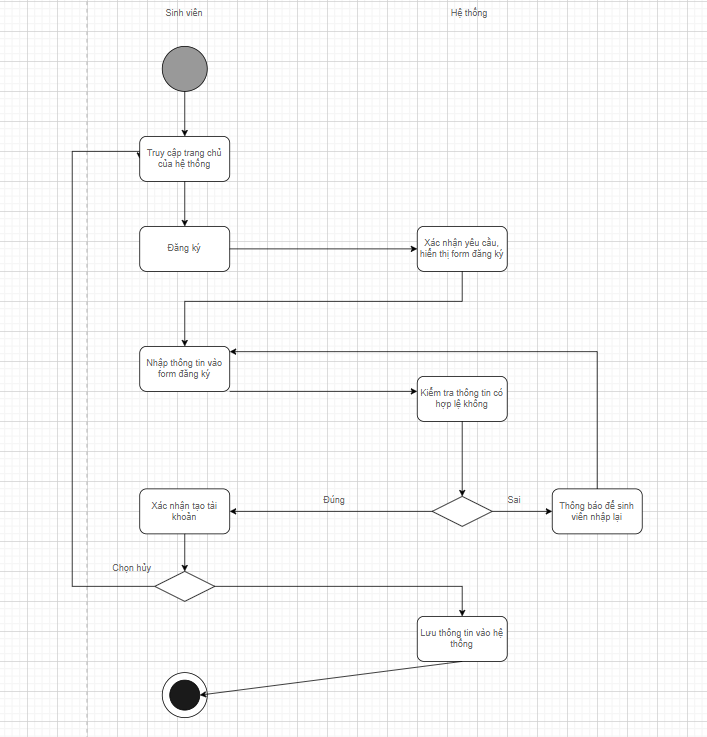 Sinh viên
Hệ thống
Truy cập trang chủ
của hệ thống
Đăng ký
Xác nhận yêu cầu,
hiển thị form đăng ký
Nhập thông tin vào
form đăng ký
Kiểm tra thông tin có
hợp lệ không
Xác nhận tạo tài
khoản
Đúng
Sai
Thông báo để sinh
viên nhập lại
Chọn hủy
Lưu thông tin vào hệ
thống